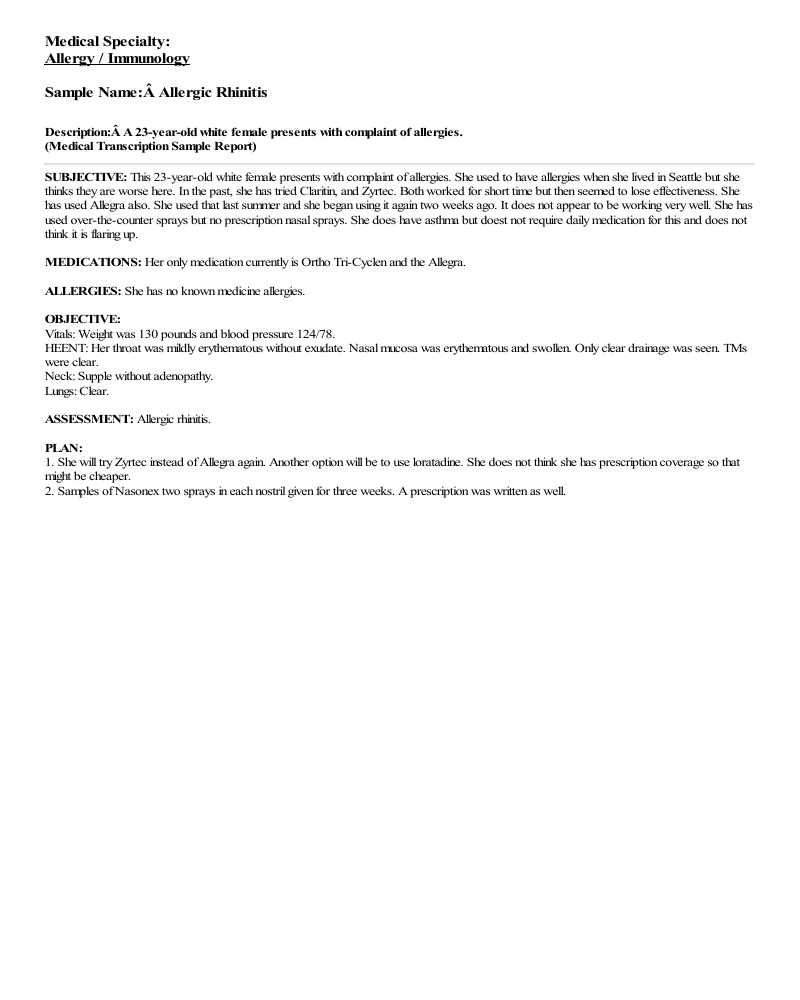 Medical Specialty:
Allergy / Immunology
Sample Name:Â Allergic Rhinitis
Description:Â A 23-year-old white female presents with complaint of allergies.
(Medical Transcription Sample Report)
SUBJECTIVE: This 23-year-old white female presents with complaint of allergies. She used to have allergies when she lived in Seattle but she
thinks they are worse here. In the past, she has tried Claritin, and Zyrtec. Both worked for short time but then seemed to lose effectiveness. She
has used Allegra also. She used that last summer and she began using it again two weeks ago. It does not appear to be working very well. She has
used over-the-counter sprays but no prescription nasal sprays. She does have asthma but doest not require daily medication for this and does not
think it is flaring up.
MEDICATIONS: Her only medication currently is Ortho Tri-Cyclen and the Allegra.
ALLERGIES: She has no known medicine allergies.
OBJECTIVE:
Vitals: Weight was 130 pounds and blood pressure 124/78.
HEENT: Her throat was mildly erythematous without exudate. Nasal mucosa was erythematous and swollen. Only clear drainage was seen. TMs
were clear.
Neck: Supple without adenopathy.
Lungs: Clear.
ASSESSMENT: Allergic rhinitis.
PLAN:
1. She will try Zyrtec instead of Allegra again. Another option will be to use loratadine. She does not think she has prescription coverage so that
might be cheaper.
2. Samples of Nasonex two sprays in each nostril given for three weeks. A prescription was written as well.